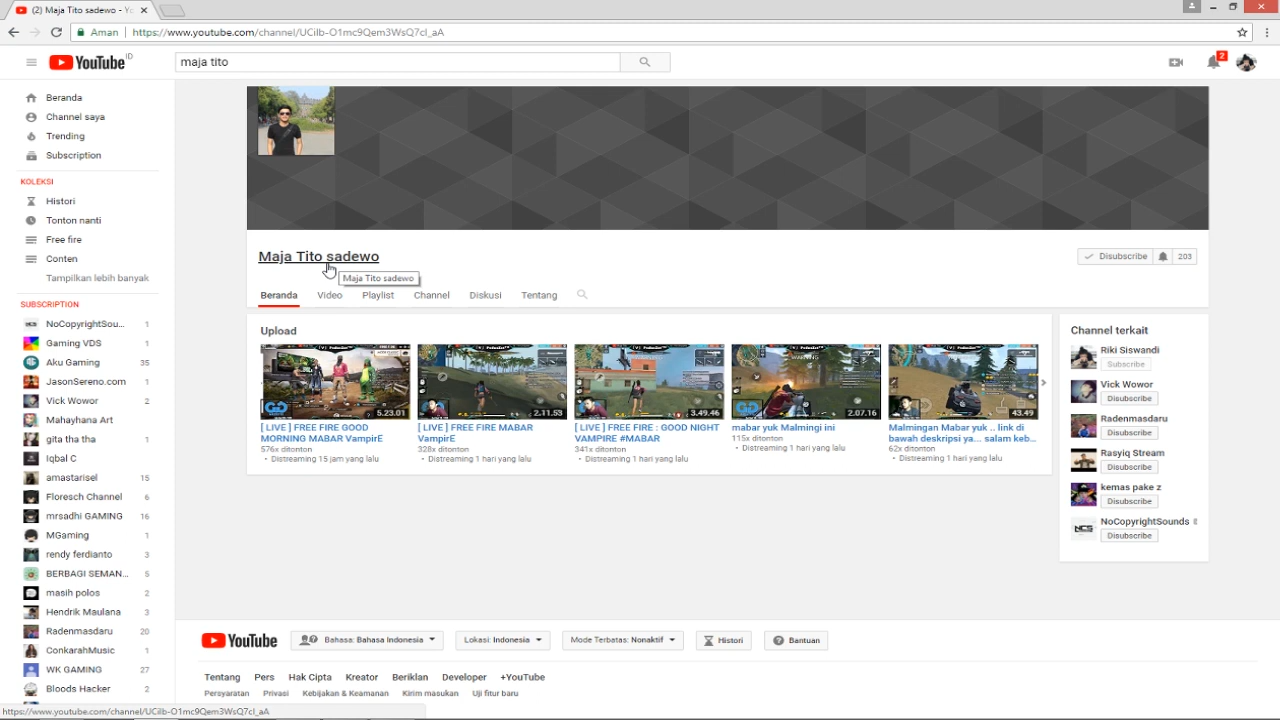 (2) Maja Tito sadewo - Yo
Aman
https://www.youtube.com/channel/UCilb-O1mc9Qem3WsQ7cI_AA
YouTube ID
maja tito
2
Beranda
Channel saya
Trending
Subscription
KOLEKSI
Histori
Tonton nanti
Free fire
Conten
Tampilkan lebih banyak
SUBSCRIPTION
NoCopyrightSou... 1
Gaming VDS 1
Aku Gaming 35
JasonSereno.com 1
Vick Wowor 2
Mahayhana Art
gita tha tha 1
Iqbal C
amastarisel 15
Floresch Channel 6
mrsadhi GAMING 16
MGaming 1
rendy ferdianto 3
BERBAGI SEMAN... 5
masih polos 2
Hendrik Maulana 3
Radenmasdaru 20
ConkarahMusic 1
WK GAMING 27
Bloods Hacker 2
Maja Tito sadewo
Disubscribe 203
Maja Tito sadewo
Beranda Video Playlist Channel Diskusi Tentang
Upload
5.23.01
[ LIVE ] FREE FIRE GOOD
MORNING MABAR VampirE
576x ditonton
• Distreaming 15 jam yang lalu
2.11.53
[ LIVE ] FREE FIRE MABAR
VampirE
328x ditonton
• Distreaming 1 hari yang lalu
3.49.46
[ LIVE ] FREE FIRE : GOOD NIGHT
VAMPIRE #MABAR
341x ditonton
• Distreaming 1 hari yang lalu
2.07.16
mabar yuk Malmingi ini
115x ditonton
• Distreaming 1 hari yang lalu
43.49
Malmingan Mabar yuk .. link di
bawah deskripsi ya... salam keb...
62x ditonton
• Distreaming 1 hari yang lalu
Channel terkait
Riki Siswandi
Subscribe
Vick Wowor
Disubscribe
Radenmasdaru
Disubscribe
Rasyiq Stream
Disubscribe
kemas pake z
Disubscribe
NCS
NoCopyrightSounds
Disubscribe
YouTube
Bahasa: Bahasa Indonesia
Lokasi: Indonesia
Mode Terbatas: Nonaktif
Histori
Bantuan
Tentang Pers Hak Cipta Kreator Beriklan Developer +YouTube
Persyaratan Privasi Kebijakan & Keamanan Kirim masukan Uji fitur baru
https://www.youtube.com/channel/UCilb-O1mc9Qem3WsQ7cI_AA